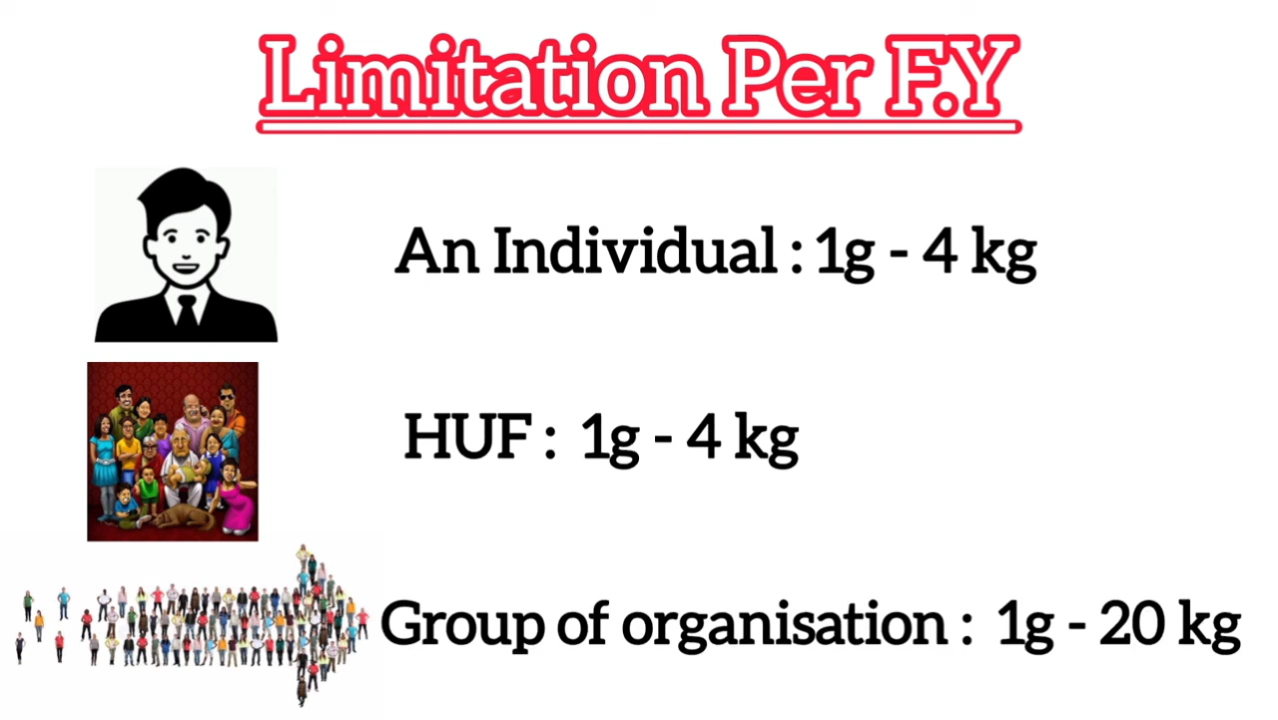 Limitation Per F.Y
An Individual : 1g - 4 kg
HUF : 1g - 4 kg
Group of organisation : 1g - 20 kg